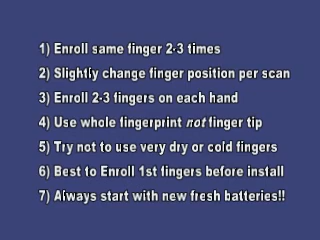 1) Enroll same finger 2-3 times
2) Slightly change finger position per scan
3) Enroll 2-3 fingers on each hand
4) Use whole fingerprint not finger tip
5) Try not to use very dry or cold fingers
6) Best to Enroll 1st fingers before install
7) Always start with new fresh batteries!!